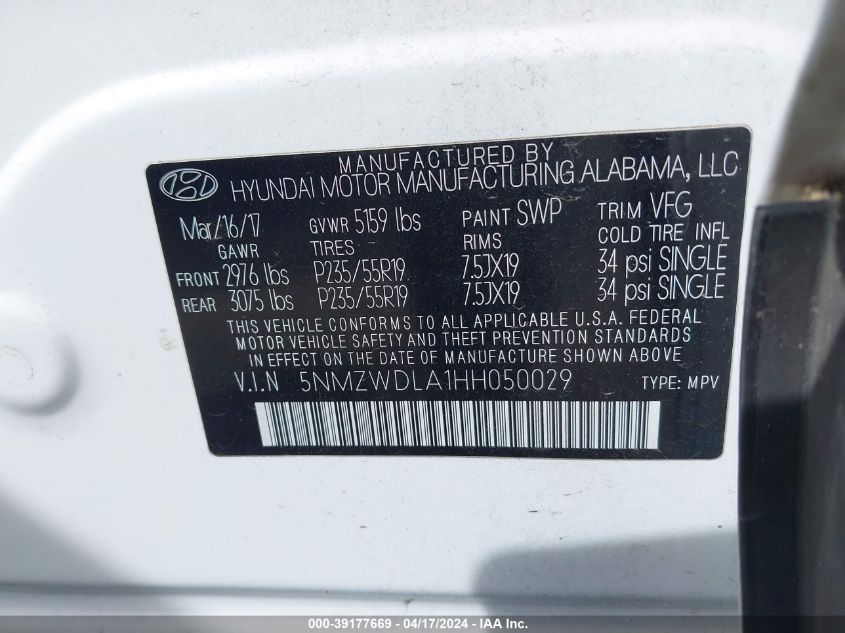 MANUFACTURED BY
HYUNDAI MOTOR MANUFACTURING ALABAMA, LLC
Mar/16/17 GVWR 5159 lbs PAINT SWP TRIM VFG
GAWR TIRES RIMS COLD TIRE INFL
FRONT 2976 lbs P235/55R19 7.5JX19 34 psi SINGLE
REAR 3075 lbs P235/55R19 7.5JX19 34 psi SINGLE
THIS VEHICLE CONFORMS TO ALL APPLICABLE U.S.A. FEDERAL
MOTOR VEHICLE SAFETY AND THEFT PREVENTION STANDARDS
IN EFFECT ON THE DATE OF MANUFACTURE SHOWN ABOVE
V.I.N 5NMZWDLA1HH050029 TYPE: MPV
000-39177669 - 04/17/2024 - IAA Inc.